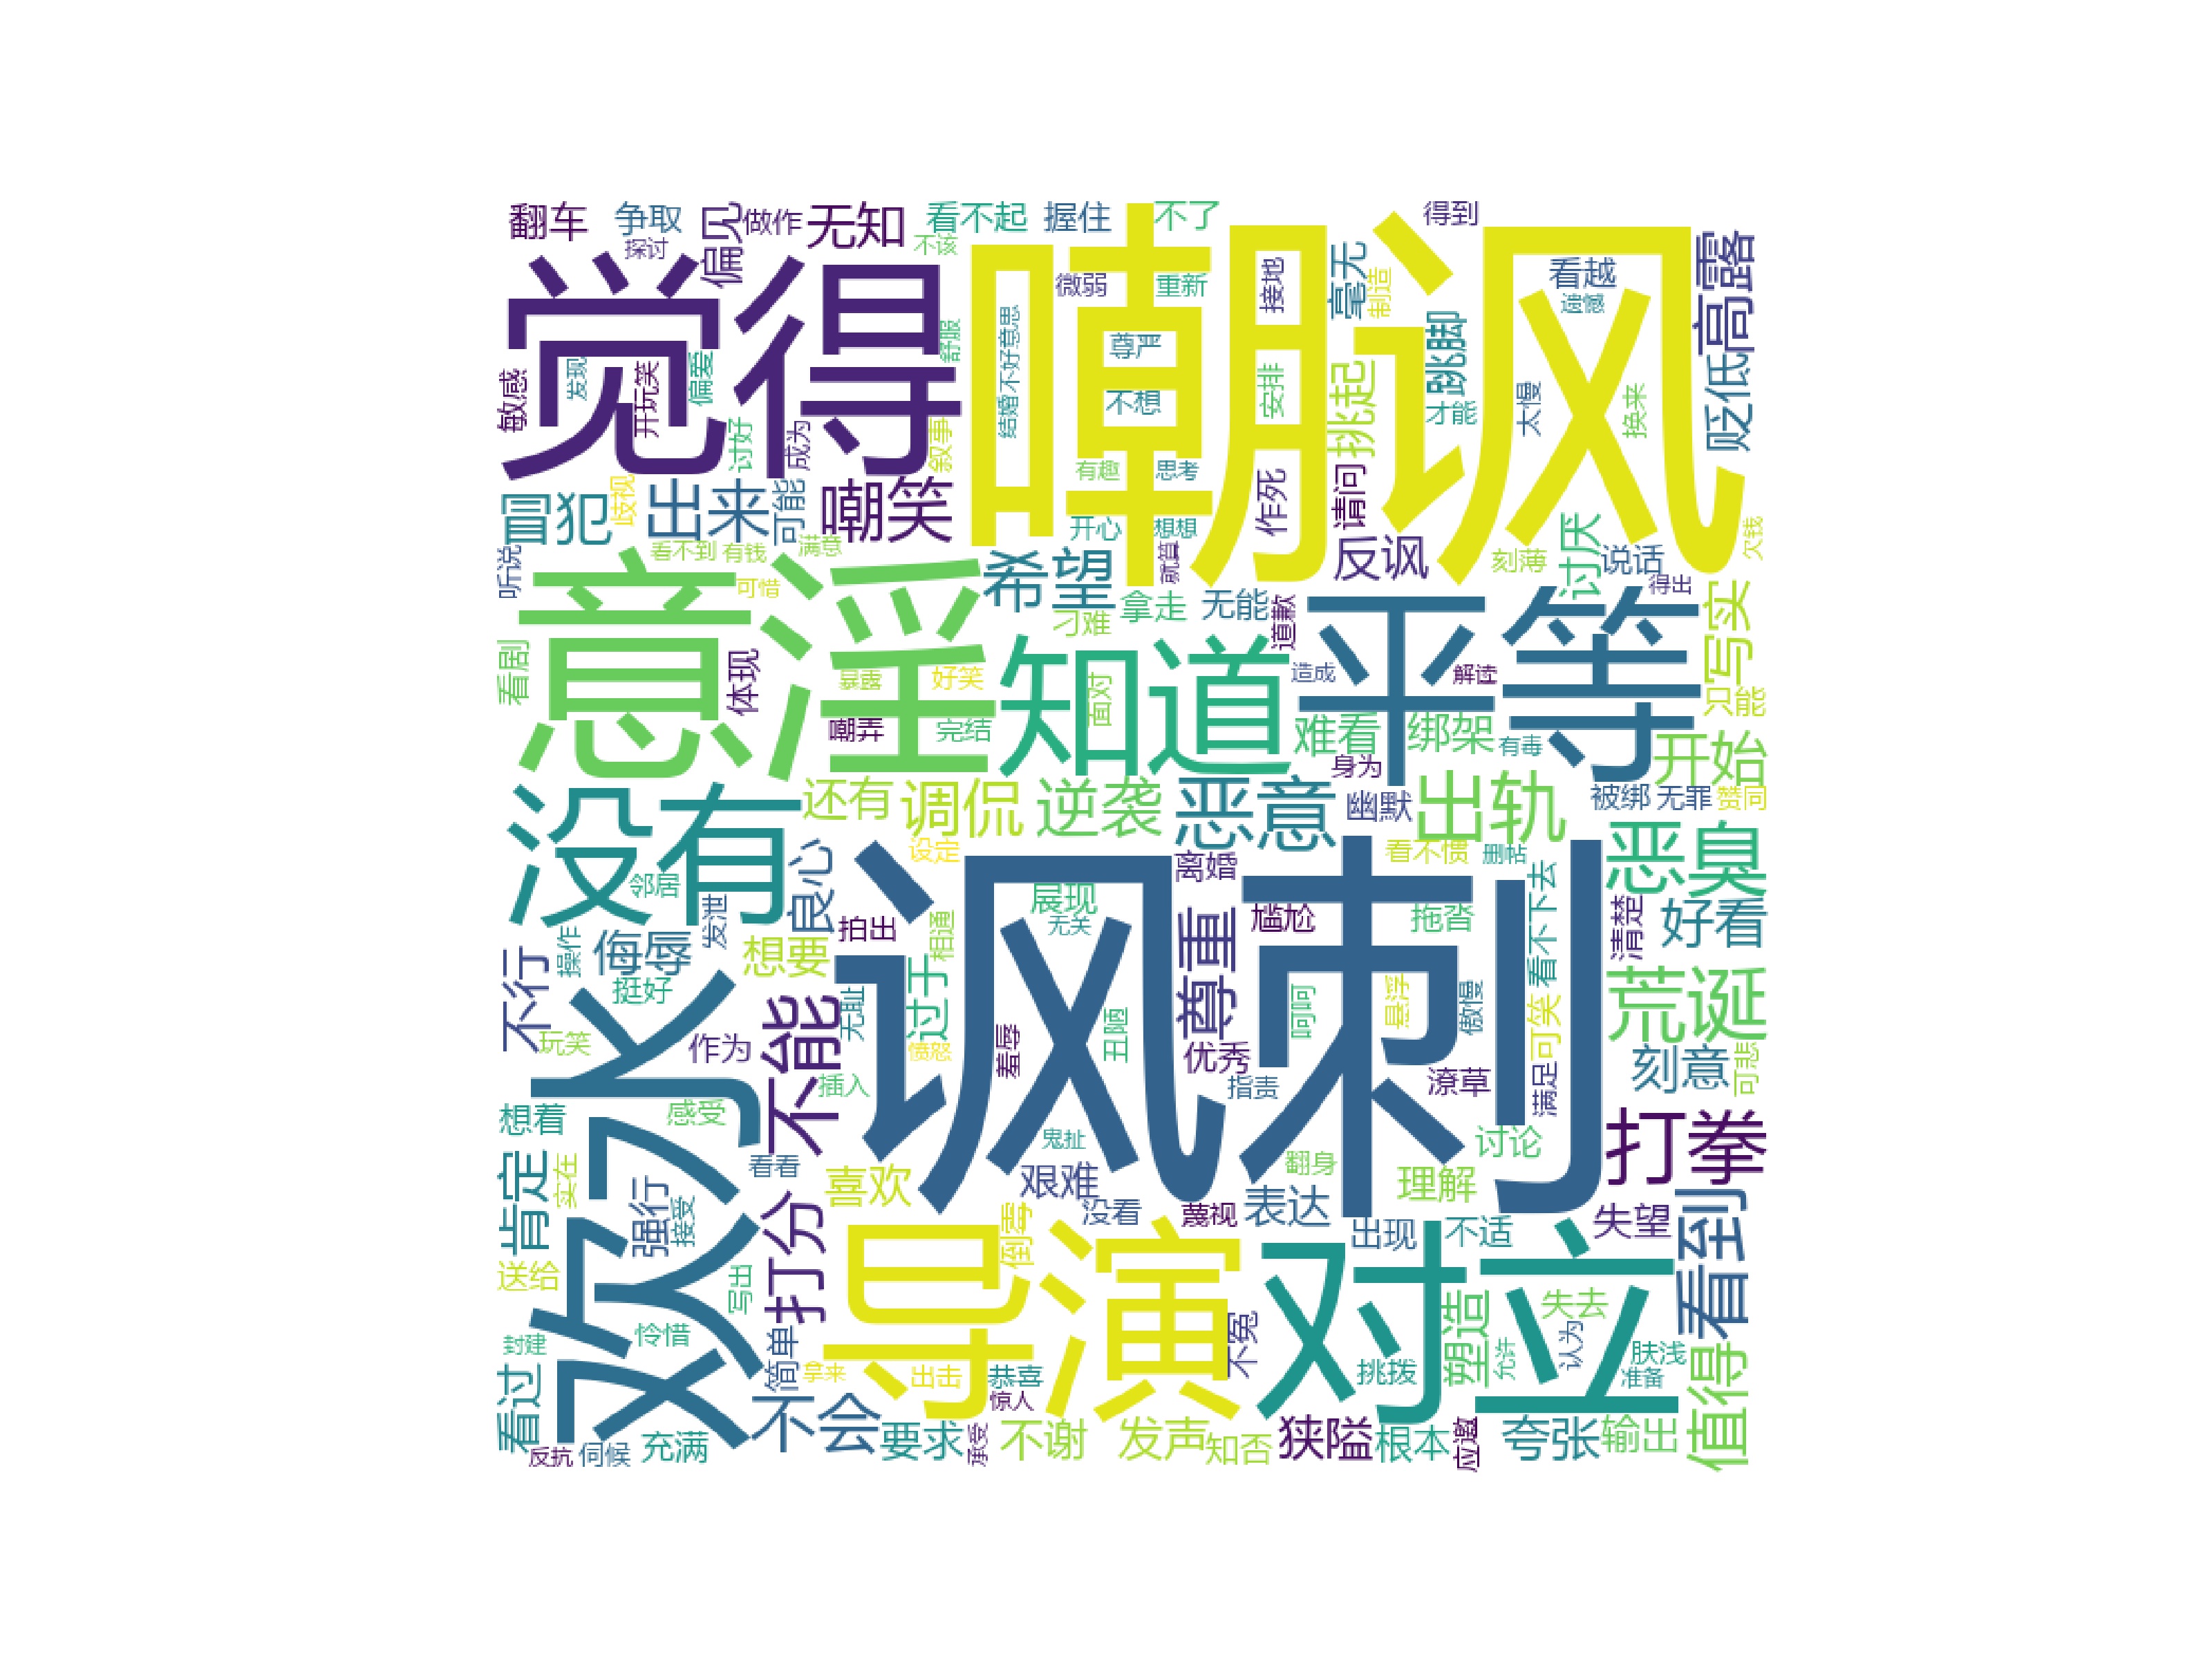 翻车
争取
偏见
做作
无知
看不起
握住
不了
得到
探讨
不该
嘲讽
觉得
微弱
重新
接地
毫无
制造
看越
遗憾
高露
敏感
发现
开玩笑
偏爱
舒服
结婚
不好意思
尊严
不想
安排
挑起
跳脚
才能
太慢
换来
贬低
讨好
成为
叙事
有趣
思考
作死
请问
冒犯
歧视
出来
可能
嘲笑
开心
想想
反讽
刻薄
讨厌
说话
欠钱
听说
看不到
有钱
满意
可惜
意淫
希望
就算
刁难
拿走
无能
道歉
平等
得出
写实
看剧
体现
暴露
好笑
嘲弄
完结
知道
面对
造成
解读
难看
绑架
有毒
只能
开始
没有
还有
调侃
逆袭
恶意
身为
幽默
出轨
被绑
无罪
赞同
设定
邻居
良心
离婚
看不惯
删帖
恶臭
发泄
拍出
相通
展现
无关
讽刺
尊重
尴尬
拖沓
看不下去
清楚
好看
不行
操作
侮辱
想要
挺好
过于
无耻
不能
玩笑
作为
愤怒
羞辱
丑陋
优秀
呵呵
悬浮
傲慢
可笑
荒诞
刻意
可悲
欢水
想着
感受
插入
指责
潦草
满足
打拳
鬼扯
讨论
肯定
实在
强行
接受
看看
喜欢
艰难
翻身
理解
打分
没看
蔑视
表达
出现
不适
失望
看到
送给
写出
倒霉
导演
对立
塑造
失去
封建
怜惜
简单
不冤
挑拨
允许
认为
肤浅
准备
值得
看过
拿来
出击
恭喜
惊人
反抗
伺候
充满
不会
要求
承受
不谢
发声
知否
狭隘
根本
应邀
夸张
输出